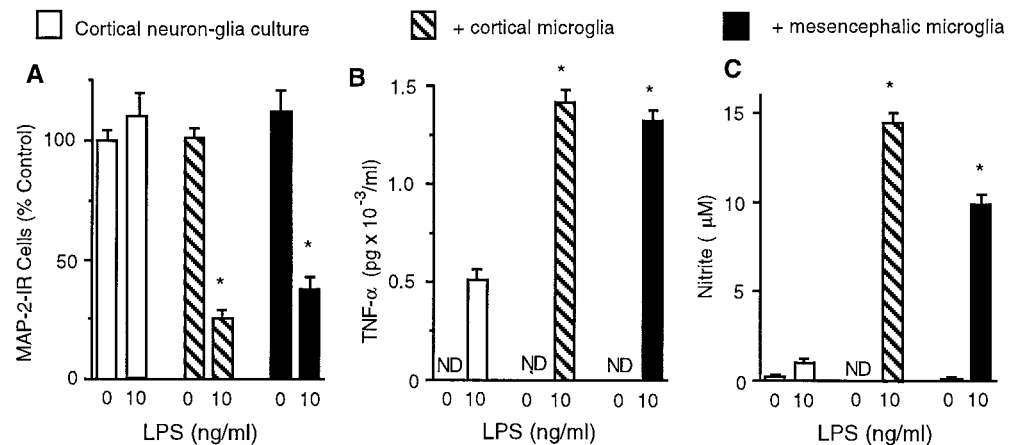 Cortical neuron-glia culture
+ cortical microglia
+ mesencephalic microglia
A
MAP-2-IR Cells (% Control)
100
50
0
*
*
0 10 0 10 0 10
LPS (ng/ml)
B
TNF-α (pg x 10⁻³/ml)
1.5
1.0
0.5
0
*
*
ND ND ND
0 10 0 10 0 10
LPS (ng/ml)
C
Nitrite ( μM)
15
10
5
0
*
*
ND
0 10 0 10 0 10
LPS (ng/ml)